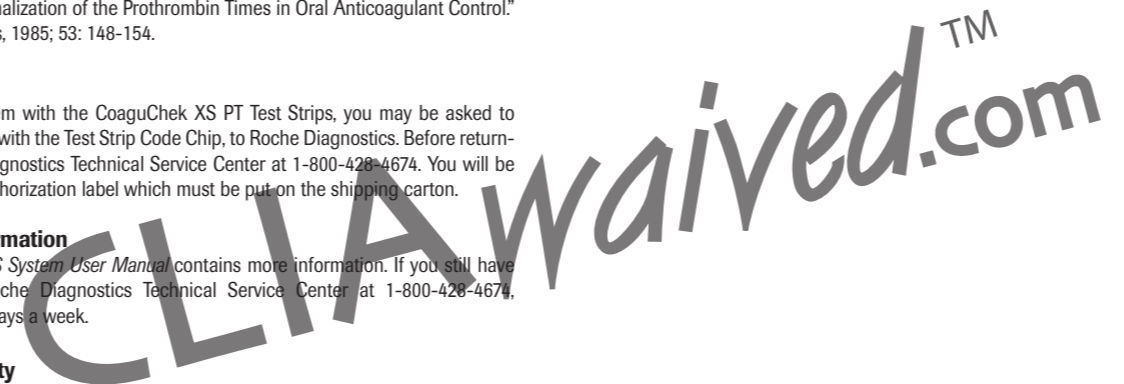 alization of the Prothrombin Times in Oral Anticoagulant Control."
, 1985; 53: 148-154.
em with the CoaguChek XS PT Test Strips, you may be asked to
with the Test Strip Code Chip, to Roche Diagnostics. Before return-
gnostics Technical Service Center at 1-800-428-4674. You will be
horization label which must be put on the shipping carton.
rmation
S System User Manual contains more information. If you still have
che Diagnostics Technical Service Center at 1-800-428-4674,
ays a week.
ty
CLIAwaived.com TM